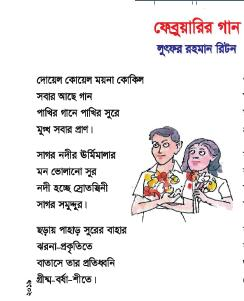 ফেব্রুয়ারির গান
লুৎফর রহমান রিটন
দোয়েল কোয়েল ময়না কোকিল
সবার আছে গান
পাখির গানে পাখির সুরে
মুগ্ধ সবার প্রাণ।
সাগর নদীর ঊর্মিমালার
মন ভোলানো সুর
নদী হচ্ছে স্রোতস্বিনী
সাগর সমুদ্দুর।
ছড়ায় পাহাড় সুরের বাহার
ঝরনা-প্রকৃতিতে
বাতাসে তার প্রতিধ্বনি
গ্রীষ্ম-বর্ষা-শীতে।
২০১৯